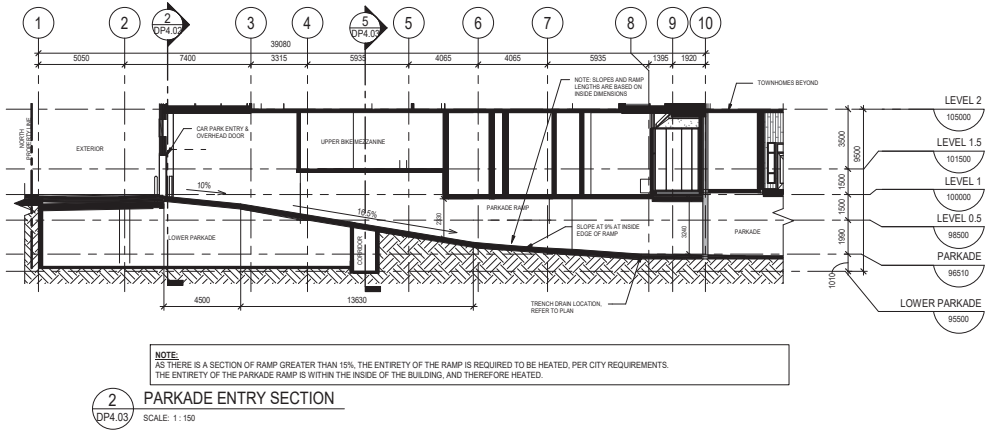 1
2
2
DP4.02
3
4
5
DP4.03
5
6
7
8
9
10
39080
5050
7400
3315
5935
4065
4065
5935
1395
1920
NOTE: SLOPES AND RAMP
LENGTHS ARE BASED ON
INSIDE DIMENSIONS
TOWNHOMES BEYOND
NORTH
PROPERTY LINE
EXTERIOR
CAR PARK ENTRY &
OVERHEAD DOOR
UPPER BIKE MEZZANINE
10%
16.5%
PARKADE RAMP
2330
3240
LOWER PARKADE
CORRIDOR
SLOPE AT 9% AT INSIDE
EDGE OF RAMP
PARKADE
4500
13630
TRENCH DRAIN LOCATION,
REFER TO PLAN
3500
9500
1500
1500
1990
1010
LEVEL 2
105000
LEVEL 1.5
101500
LEVEL 1
100000
LEVEL 0.5
98500
PARKADE
96510
LOWER PARKADE
95500
NOTE:
AS THERE IS A SECTION OF RAMP GREATER THAN 15%, THE ENTIRETY OF THE RAMP IS REQUIRED TO BE HEATED, PER CITY REQUIREMENTS.
THE ENTIRETY OF THE PARKADE RAMP IS WITHIN THE INSIDE OF THE BUILDING, AND THEREFORE HEATED.
2
DP4.03
PARKADE ENTRY SECTION
SCALE: 1 : 150